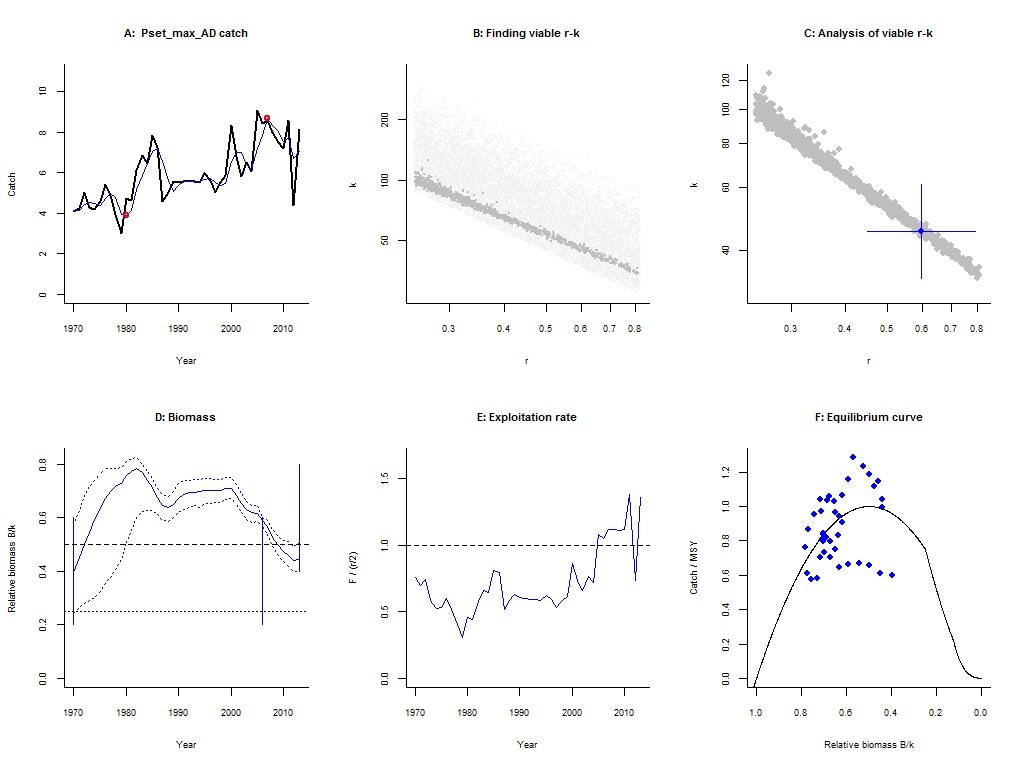 A: Pset_max_AD catch
B: Finding viable r-k
C: Analysis of viable r-k
Catch
0
2
4
6
8
10
1970 1980 1990 2000 2010
Year
k
50
100
200
0.3 0.4 0.5 0.6 0.7 0.8
r
k
40
60
80
100
120
0.3 0.4 0.5 0.6 0.7 0.8
r
D: Biomass
E: Exploitation rate
F: Equilibrium curve
Relative biomass B/k
0.0
0.2
0.4
0.6
0.8
1970 1980 1990 2000 2010
Year
F / (r/2)
0.0
0.5
1.0
1.5
1970 1980 1990 2000 2010
Year
Catch / MSY
0.0
0.2
0.4
0.6
0.8
1.0
1.2
1.0 0.8 0.6 0.4 0.2 0.0
Relative biomass B/k